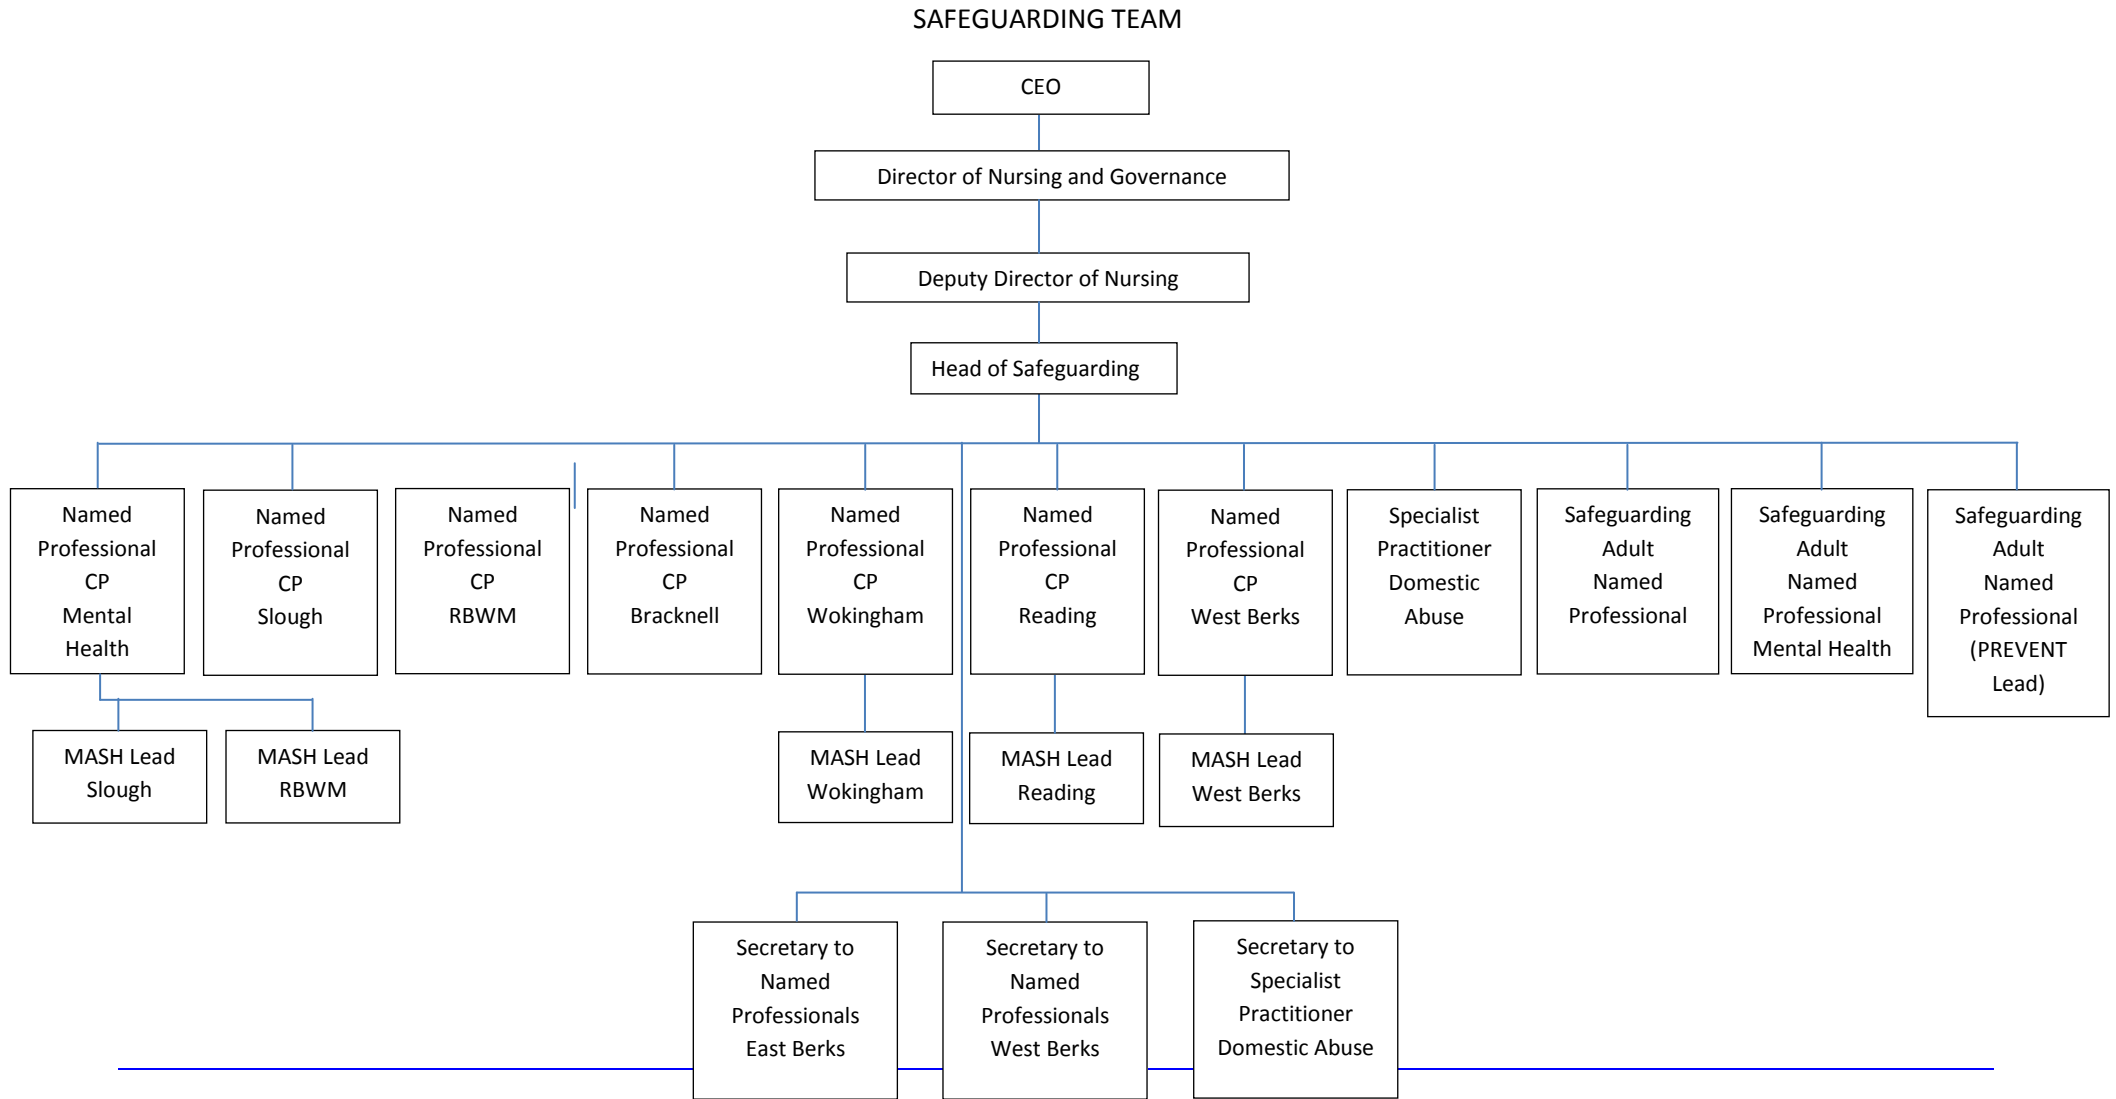 SAFEGUARDING TEAM
CEO
Director of Nursing and Governance
Deputy Director of Nursing
Head of Safeguarding
Named
Professional
CP
Mental
Health
Named
Professional
CP
Slough
Named
Professional
CP
RBWM
Named
Professional
CP
Bracknell
Named
Professional
CP
Wokingham
Named
Professional
CP
Reading
Named
Professional
CP
West Berks
Specialist
Practitioner
Domestic
Abuse
Safeguarding
Adult
Named
Professional
Safeguarding
Adult
Named
Professional
Mental Health
Safeguarding
Adult
Named
Professional
(PREVENT
Lead)
MASH Lead
Slough
MASH Lead
RBWM
MASH Lead
Wokingham
MASH Lead
Reading
MASH Lead
West Berks
Secretary to
Named
Professionals
East Berks
Secretary to
Named
Professionals
West Berks
Secretary to
Specialist
Practitioner
Domestic Abuse